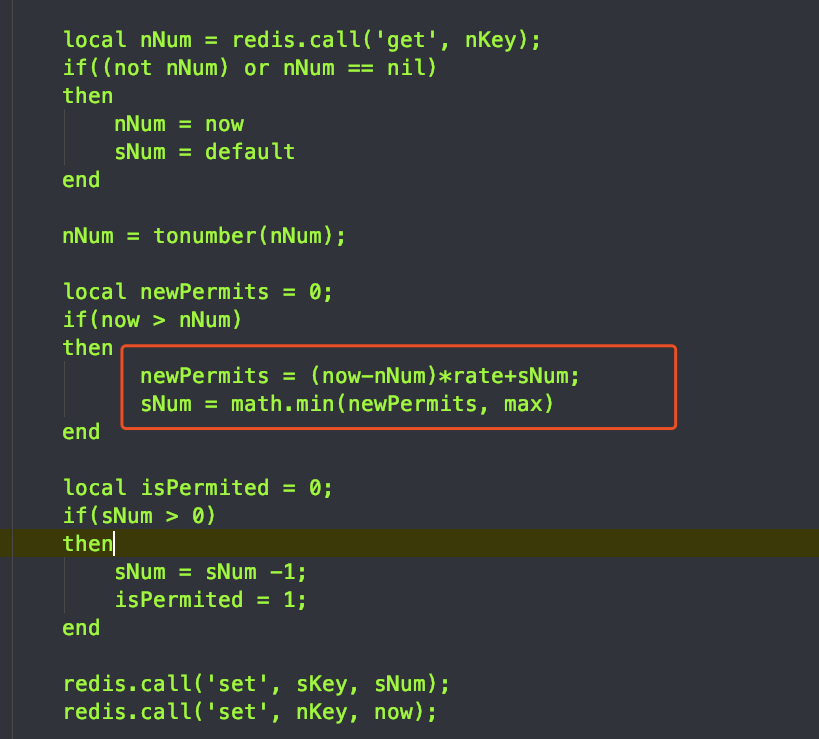 local nNum = redis.call('get', nKey);
if((not nNum) or nNum == nil)
then
nNum = now
sNum = default
end
nNum = tonumber(nNum);
local newPermits = 0;
if(now > nNum)
then
newPermits = (now-nNum)*rate+sNum;
sNum = math.min(newPermits, max)
end
local isPermited = 0;
if(sNum > 0)
then
sNum = sNum -1;
isPermited = 1;
end
redis.call('set', sKey, sNum);
redis.call('set', nKey, now);